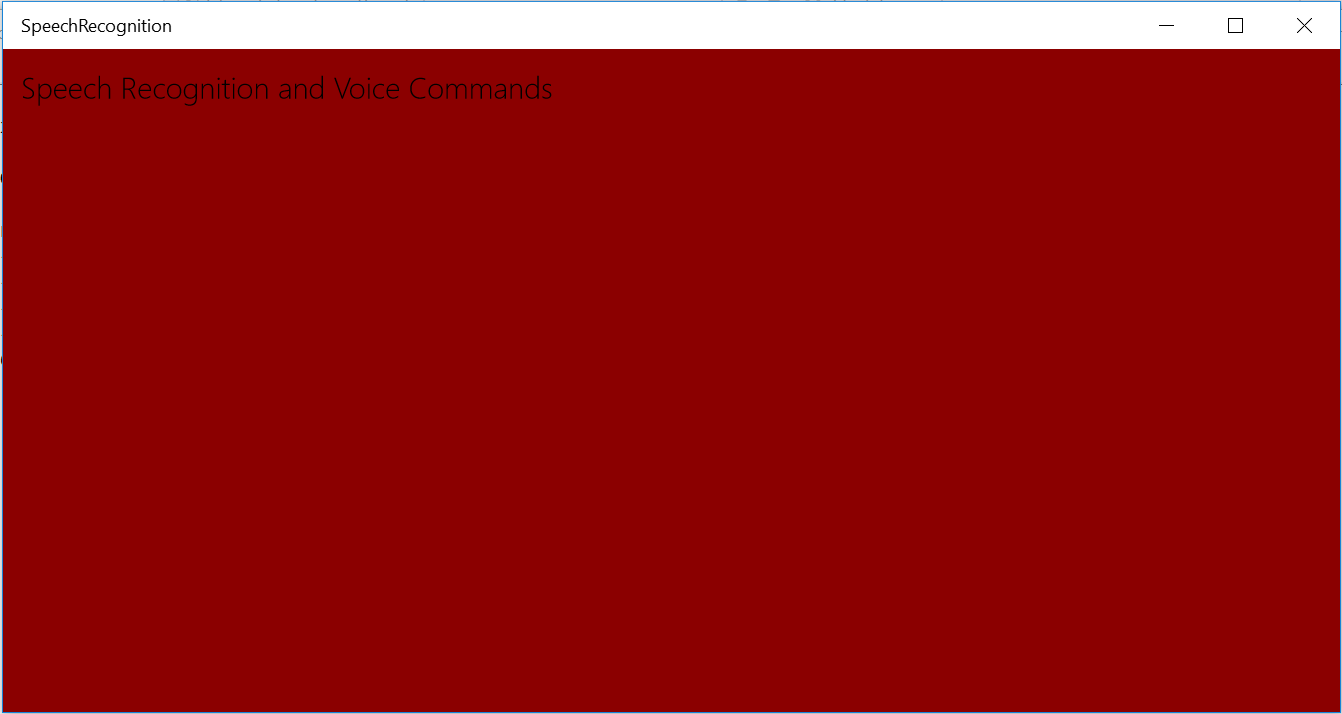 SpeechRecognition
Speech Recognition and Voice Commands